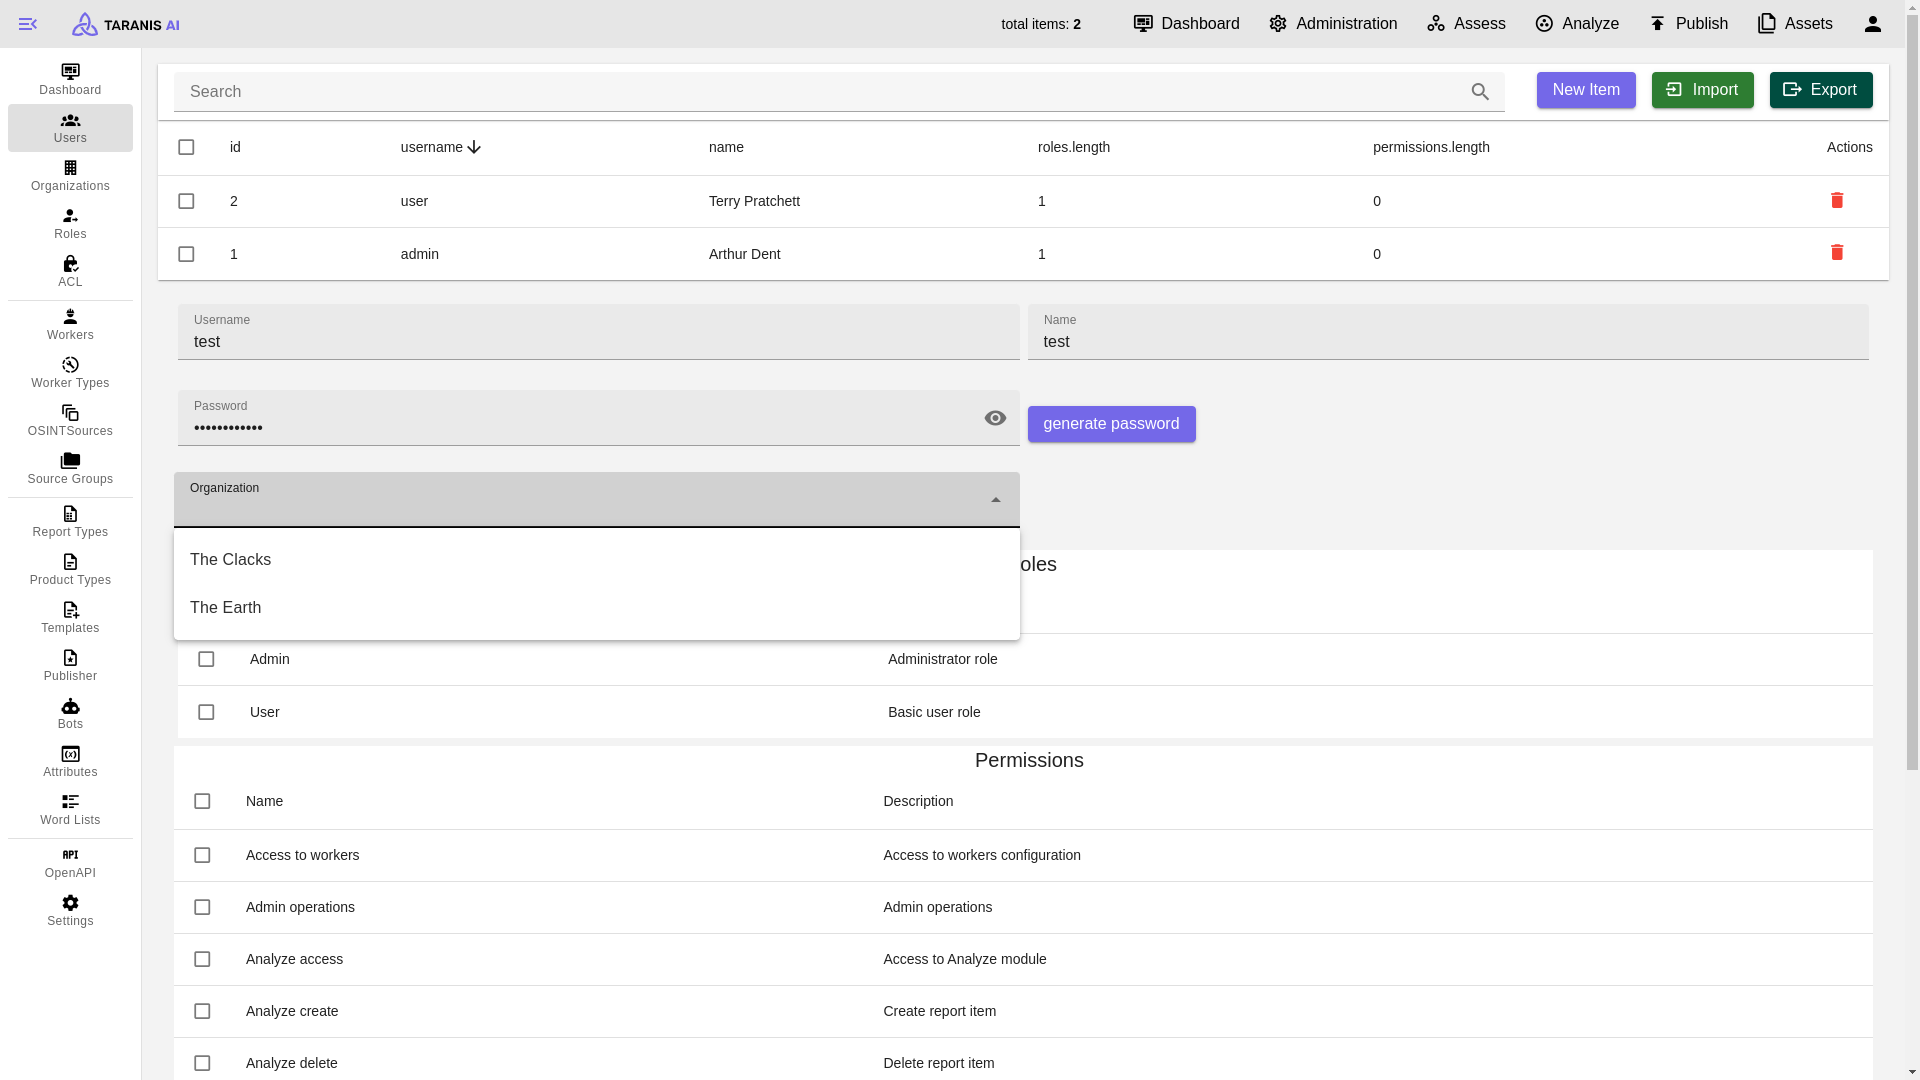 TARANIS AI
total items: 2
Dashboard
Administration
Assess
Analyze
Publish
Assets
Dashboard
Users
Organizations
Roles
ACL
Workers
Worker Types
OSINTSources
Source Groups
Report Types
Product Types
Templates
Publisher
Bots
Attributes
Word Lists
API
OpenAPI
Settings
Search
New Item
Import
Export
id username name roles.length permissions.length Actions
2 user Terry Pratchett 1 0
1 admin Arthur Dent 1 0
Username
test
Name
test
Password
••••••••••••
generate password
Organization
The Clacks
The Earth
oles
Admin Administrator role
User Basic user role
Permissions
Name Description
Access to workers Access to workers configuration
Admin operations Admin operations
Analyze access Access to Analyze module
Analyze create Create report item
Analyze delete Delete report item